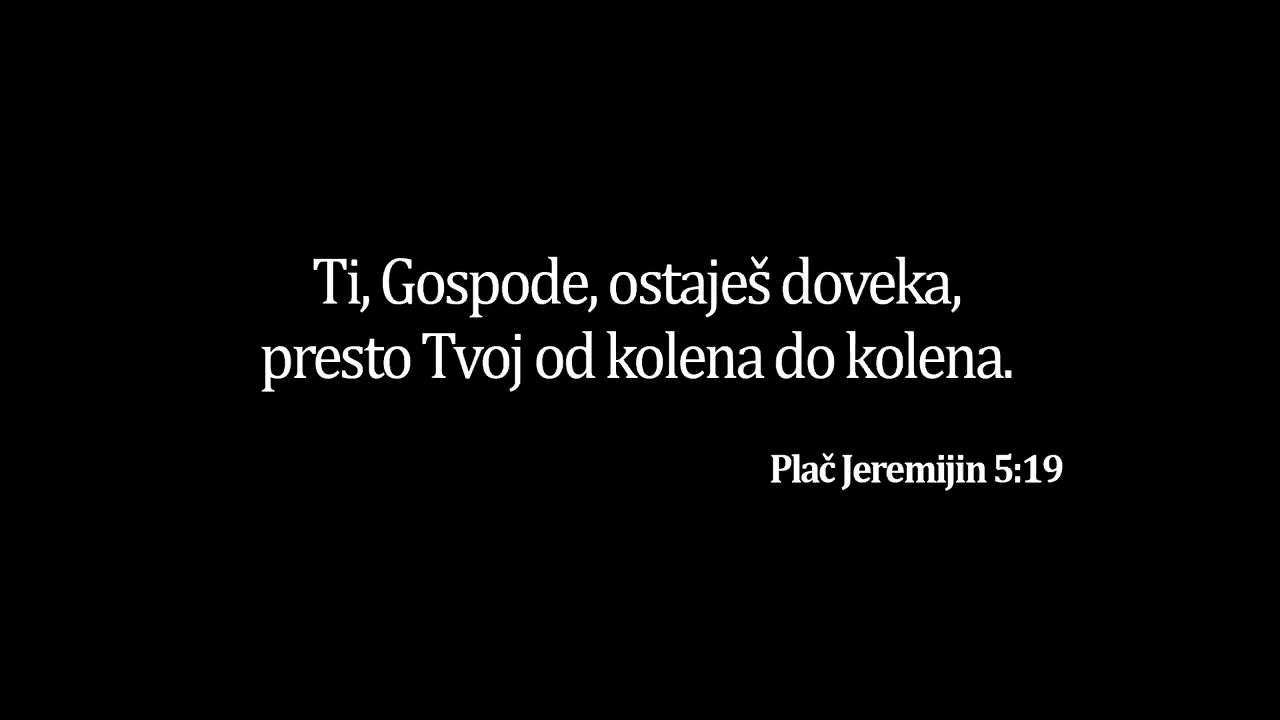 Ti, Gospode, ostaješ doveka,
presto Tvoj od kolena do kolena.
Plač Jeremijin 5:19